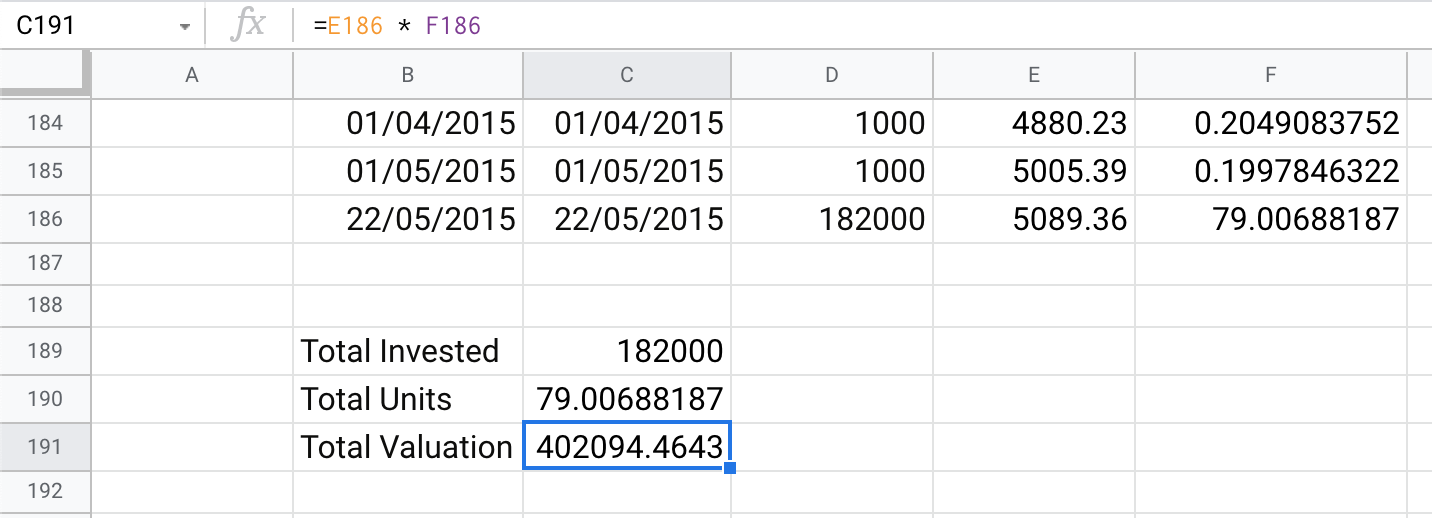 C191 fx =E186 * F186
A B C D E F
184 01/04/2015 01/04/2015 1000 4880.23 0.2049083752
185 01/05/2015 01/05/2015 1000 5005.39 0.1997846322
186 22/05/2015 22/05/2015 182000 5089.36 79.00688187
187
188
189 Total Invested 182000
190 Total Units 79.00688187
191 Total Valuation 402094.4643
192